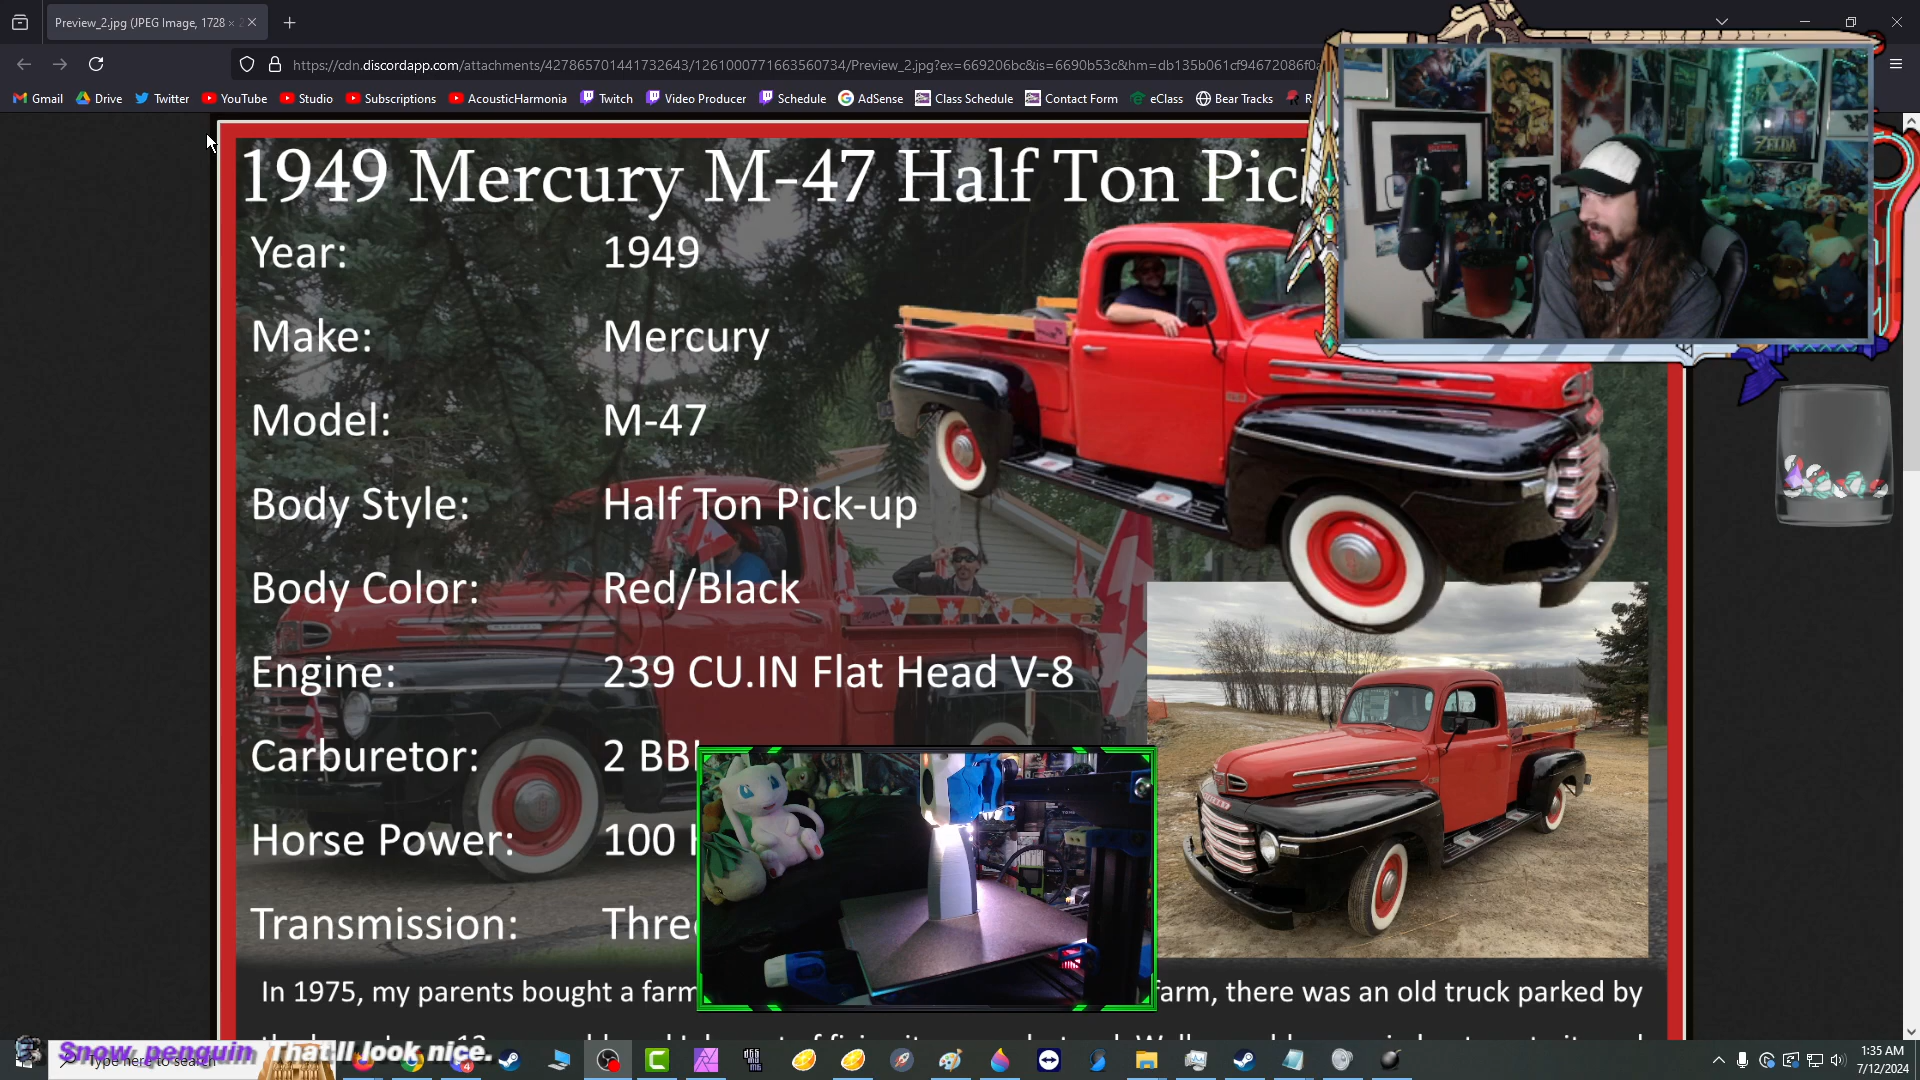 Preview_2.jpg (JPEG Image, 1728 ×
https://cdn.discordapp.com/attachments/427865701441732643/1261000771663560734/Preview_2.jpg?ex=669206bc&is=6690b53c&hm=db135b061cf94672086f0a
Gmail Drive Twitter YouTube Studio Subscriptions AcousticHarmonia Twitch Video Producer Schedule AdSense Class Schedule Contact Form eClass Bear Tracks R
1949 Mercury M-47 Half Ton Pic
Year: 1949
Make: Mercury
Model: M-47
Body Style: Half Ton Pick-up
Body Color: Red/Black
Engine: 239 CU.IN Flat Head V-8
Carburetor: 2 BB
Horse Power: 100
Transmission: Three
In 1975, my parents bought a farm farm, there was an old truck parked by
ZELDA
Snow_penguin That'll look nice.
Type here to search
4
1:35 AM
7/12/2024